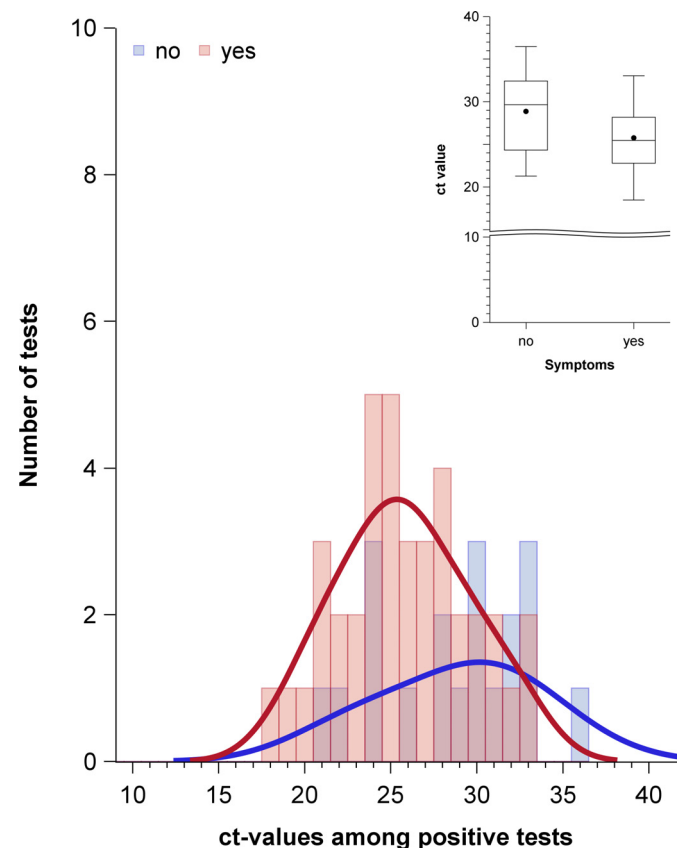 no yes
10
8
6
4
2
0
Number of tests
10 15 20 25 30 35 40
ct-values among positive tests
40
30
20
10
0
ct value
no yes
Symptoms